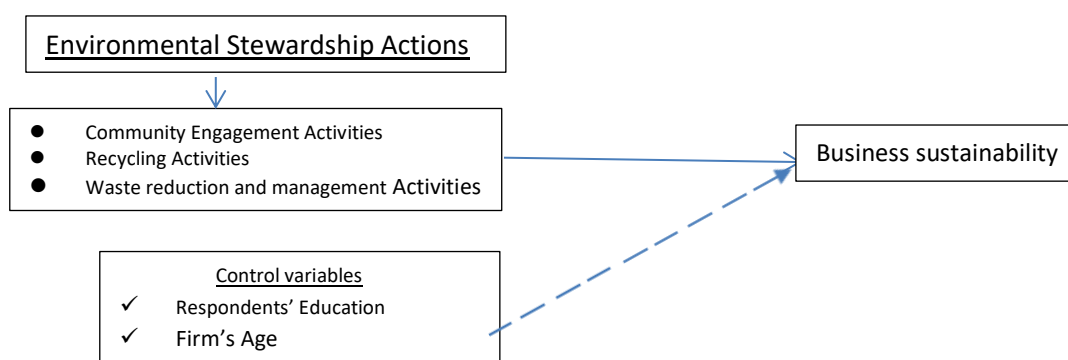 Environmental Stewardship Actions
● Community Engagement Activities
● Recycling Activities
● Waste reduction and management Activities
Business sustainability
Control variables
✓ Respondents’ Education
✓ Firm’s Age